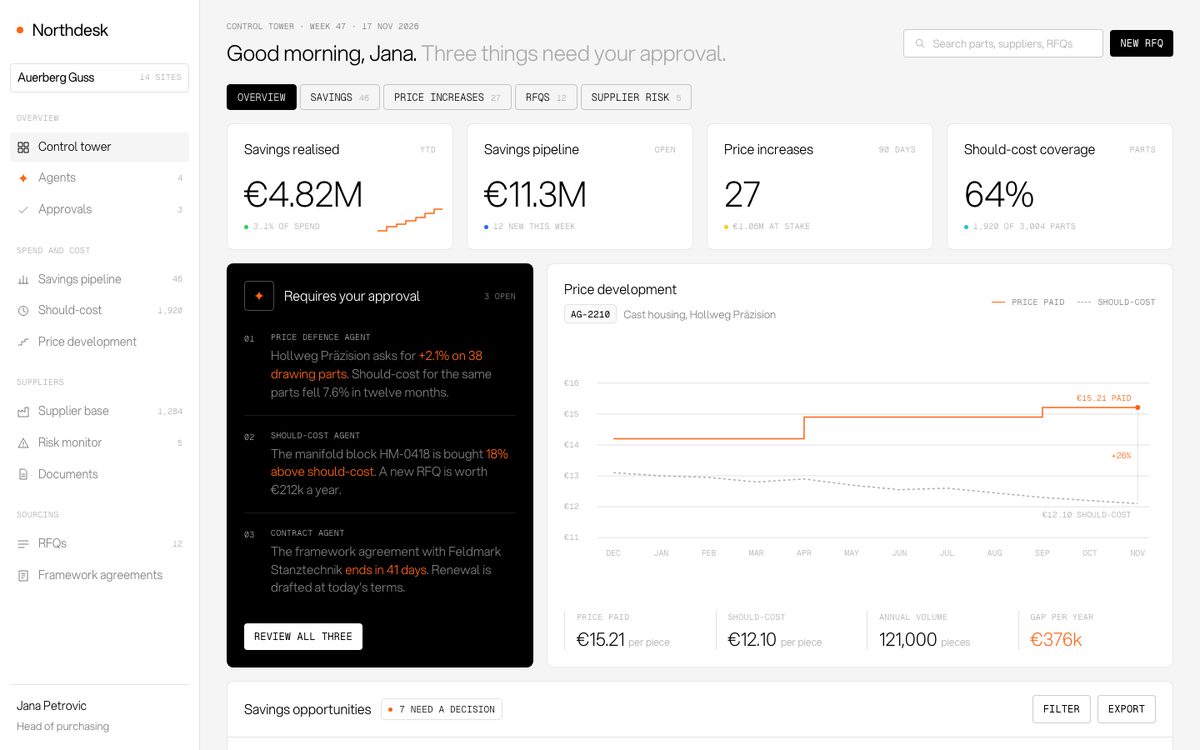 Northdesk
Auerberg Guss 14 SITES
OVERVIEW
Control tower
Agents 4
Approvals 3
SPEND AND COST
Savings pipeline 46
Should-cost 1,920
Price development
SUPPLIERS
Supplier base 1,284
Risk monitor 5
Documents
SOURCING
RFQs 12
Framework agreements
Jana Petrovic
Head of purchasing
CONTROL TOWER · WEEK 47 · 17 NOV 2026
Good morning, Jana. Three things need your approval.
Search parts, suppliers, RFQs
NEW RFQ
OVERVIEW SAVINGS 46 PRICE INCREASES 27 RFQS 12 SUPPLIER RISK 5
Savings realised YTD
€4.82M
3.1% OF SPEND
Savings pipeline OPEN
€11.3M
12 NEW THIS WEEK
Price increases 90 DAYS
27
€1.06M AT STAKE
Should-cost coverage PARTS
64%
1,920 OF 3,004 PARTS
Requires your approval 3 OPEN
01 PRICE DEFENCE AGENT
Hollweg Präzision asks for +2.1% on 38
drawing parts. Should-cost for the same
parts fell 7.6% in twelve months.
02 SHOULD-COST AGENT
The manifold block HM-0418 is bought 18%
above should-cost. A new RFQ is worth
€212k a year.
03 CONTRACT AGENT
The framework agreement with Feldmark
Stanztechnik ends in 41 days. Renewal is
drafted at today's terms.
REVIEW ALL THREE
Price development
AG-2210 Cast housing, Hollweg Präzision
PRICE PAID SHOULD-COST
€16
€15
€14
€13
€12
€11
€15.21 PAID
+26%
€12.10 SHOULD-COST
DEC JAN FEB MAR APR MAY JUN JUL AUG SEP OCT NOV
PRICE PAID
€15.21 per piece
SHOULD-COST
€12.10 per piece
ANNUAL VOLUME
121,000 pieces
GAP PER YEAR
€376k
Savings opportunities 7 NEED A DECISION
FILTER EXPORT